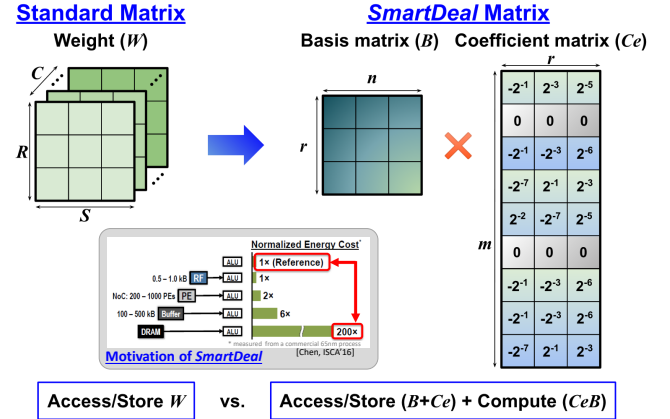 Standard Matrix
SmartDeal Matrix
Weight (W)
Basis matrix (B)
Coefficient matrix (Ce)
C
R
S
n
r
r
m
-2⁻¹ 2⁻³ 2⁻⁵
0 0 0
-2⁻¹ -2⁻³ 2⁻⁶
-2⁻⁷ 2⁻¹ 2⁻³
2⁻² -2⁻⁷ 2⁻⁵
0 0 0
-2⁻¹ -2⁻³ 2⁻⁶
-2⁻¹ -2⁻³ 2⁻⁶
-2⁻⁷ 2⁻¹ 2⁻³
Normalized Energy Cost*
ALU 1× (Reference)
0.5 – 1.0 kB RF ALU 1×
NoC: 200 – 1000 PEs PE ALU 2×
100 – 500 kB Buffer ALU 6×
DRAM ALU 200×
* measured from a commercial 65nm process
Motivation of SmartDeal
[Chen, ISCA'16]
Access/Store W vs. Access/Store (B+Ce) + Compute (CeB)